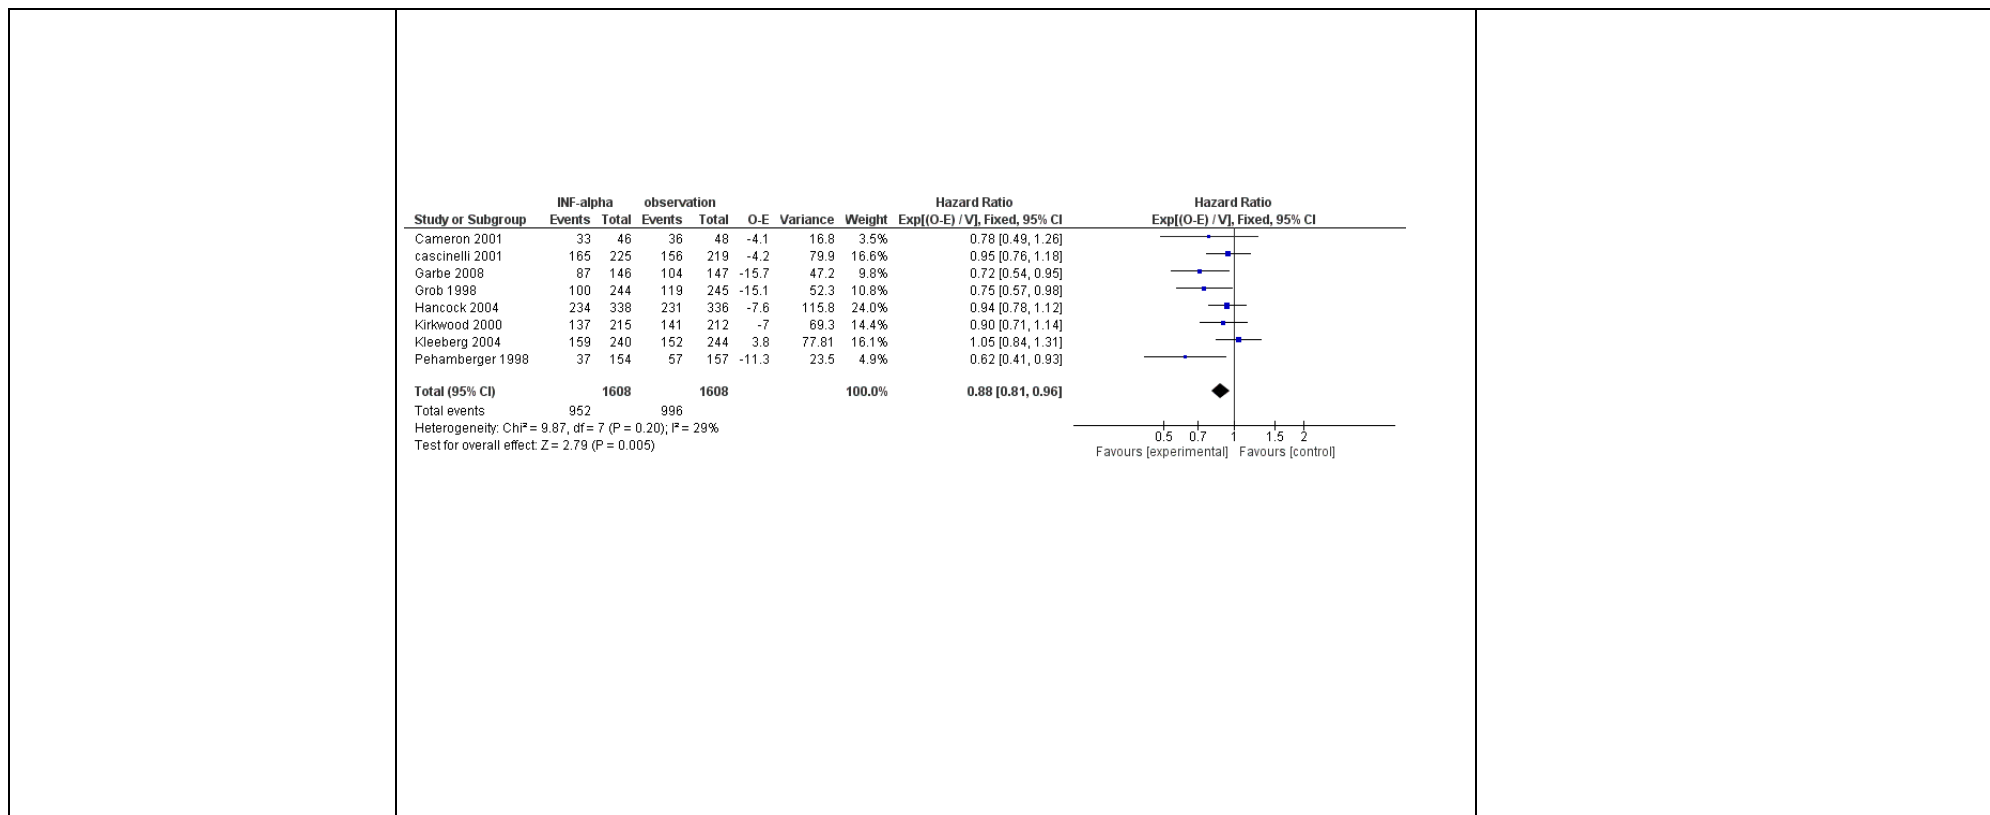 INF-alpha observation Hazard Ratio Hazard Ratio
Study or Subgroup Events Total Events Total O-E Variance Weight Exp[(O-E) / V], Fixed, 95% CI Exp[(O-E) / V], Fixed, 95% CI
Cameron 2001 33 46 36 48 -4.1 16.8 3.5% 0.78 [0.49, 1.26]
cascinelli 2001 165 225 156 219 -4.2 79.9 16.6% 0.95 [0.76, 1.18]
Garbe 2008 87 146 104 147 -15.7 47.2 9.8% 0.72 [0.54, 0.95]
Grob 1998 100 244 119 245 -15.1 52.3 10.8% 0.75 [0.57, 0.98]
Hancock 2004 234 338 231 336 -7.6 115.8 24.0% 0.94 [0.78, 1.12]
Kirkwood 2000 137 215 141 212 -7 69.3 14.4% 0.90 [0.71, 1.14]
Kleeberg 2004 159 240 152 244 3.8 77.81 16.1% 1.05 [0.84, 1.31]
Pehamberger 1998 37 154 57 157 -11.3 23.5 4.9% 0.62 [0.41, 0.93]
Total (95% CI) 1608 1608 100.0% 0.88 [0.81, 0.96]
Total events 952 996
Heterogeneity: Chi² = 9.87, df = 7 (P = 0.20); I² = 29%
Test for overall effect: Z = 2.79 (P = 0.005)
0.5 0.7 1 1.5 2
Favours [experimental] Favours [control]